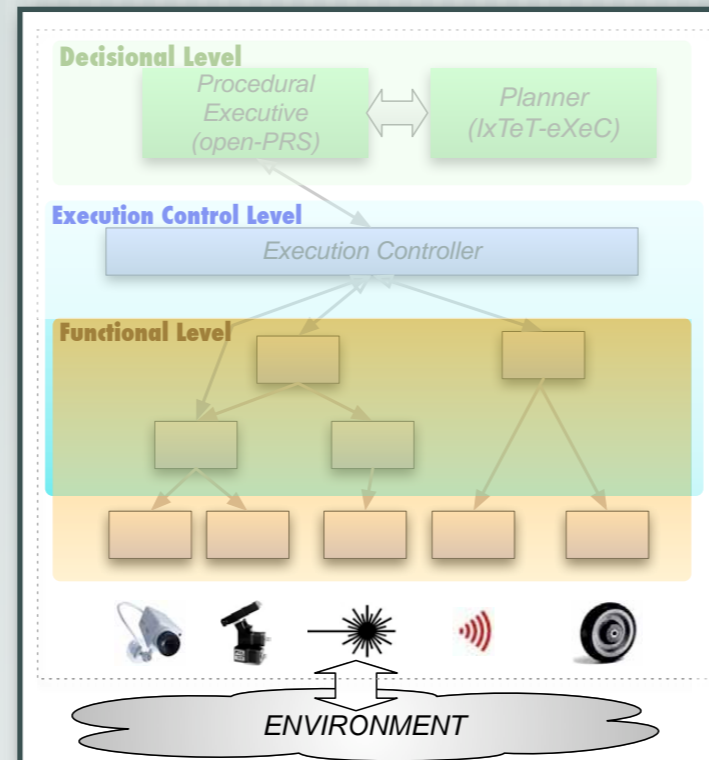 Decisional Level
Procedural
Executive
(open-PRS)
Planner
(IxTeT-eXeC)
Execution Control Level
Execution Controller
Functional Level
ENVIRONMENT